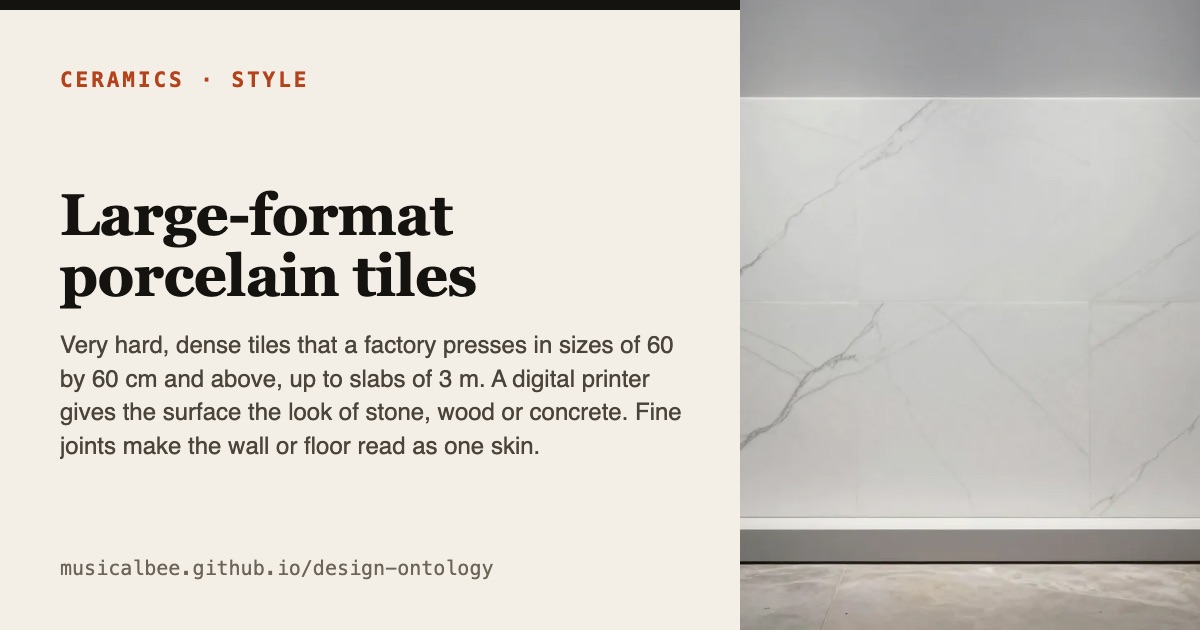 CERAMICS · STYLE
Large-format
porcelain tiles
Very hard, dense tiles that a factory presses in sizes of 60
by 60 cm and above, up to slabs of 3 m. A digital printer
gives the surface the look of stone, wood or concrete. Fine
joints make the wall or floor read as one skin.
musicalbee.github.io/design-ontology